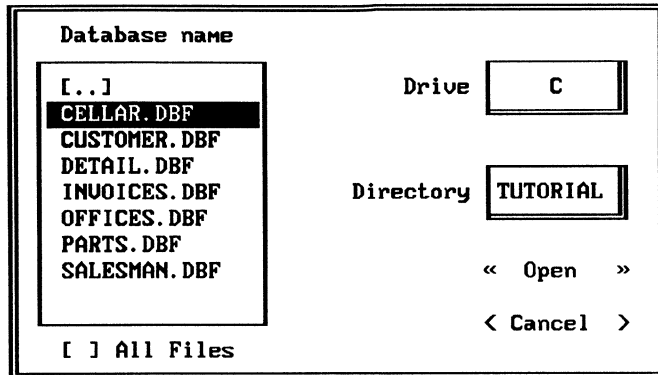 Database name
[..]
CELLAR.DBF
CUSTOMER.DBF
DETAIL.DBF
INVOICES.DBF
OFFICES.DBF
PARTS.DBF
SALESMAN.DBF
[ ] All Files
Drive C
Directory TUTORIAL
« Open »
< Cancel >